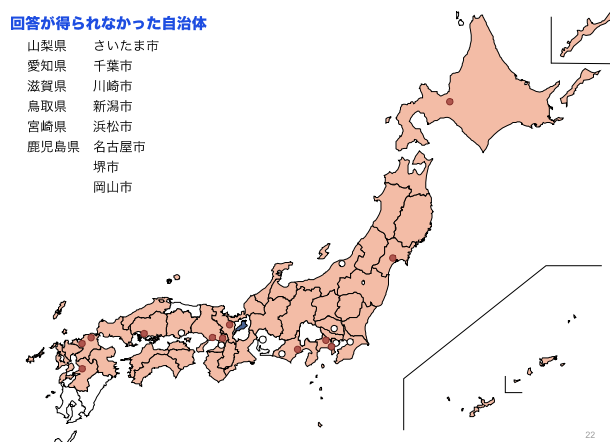 回答が得られなかった自治体
山梨県 さいたま市
愛知県 千葉市
滋賀県 川崎市
鳥取県 新潟市
宮崎県 浜松市
鹿児島県 名古屋市
堺市
岡山市
22